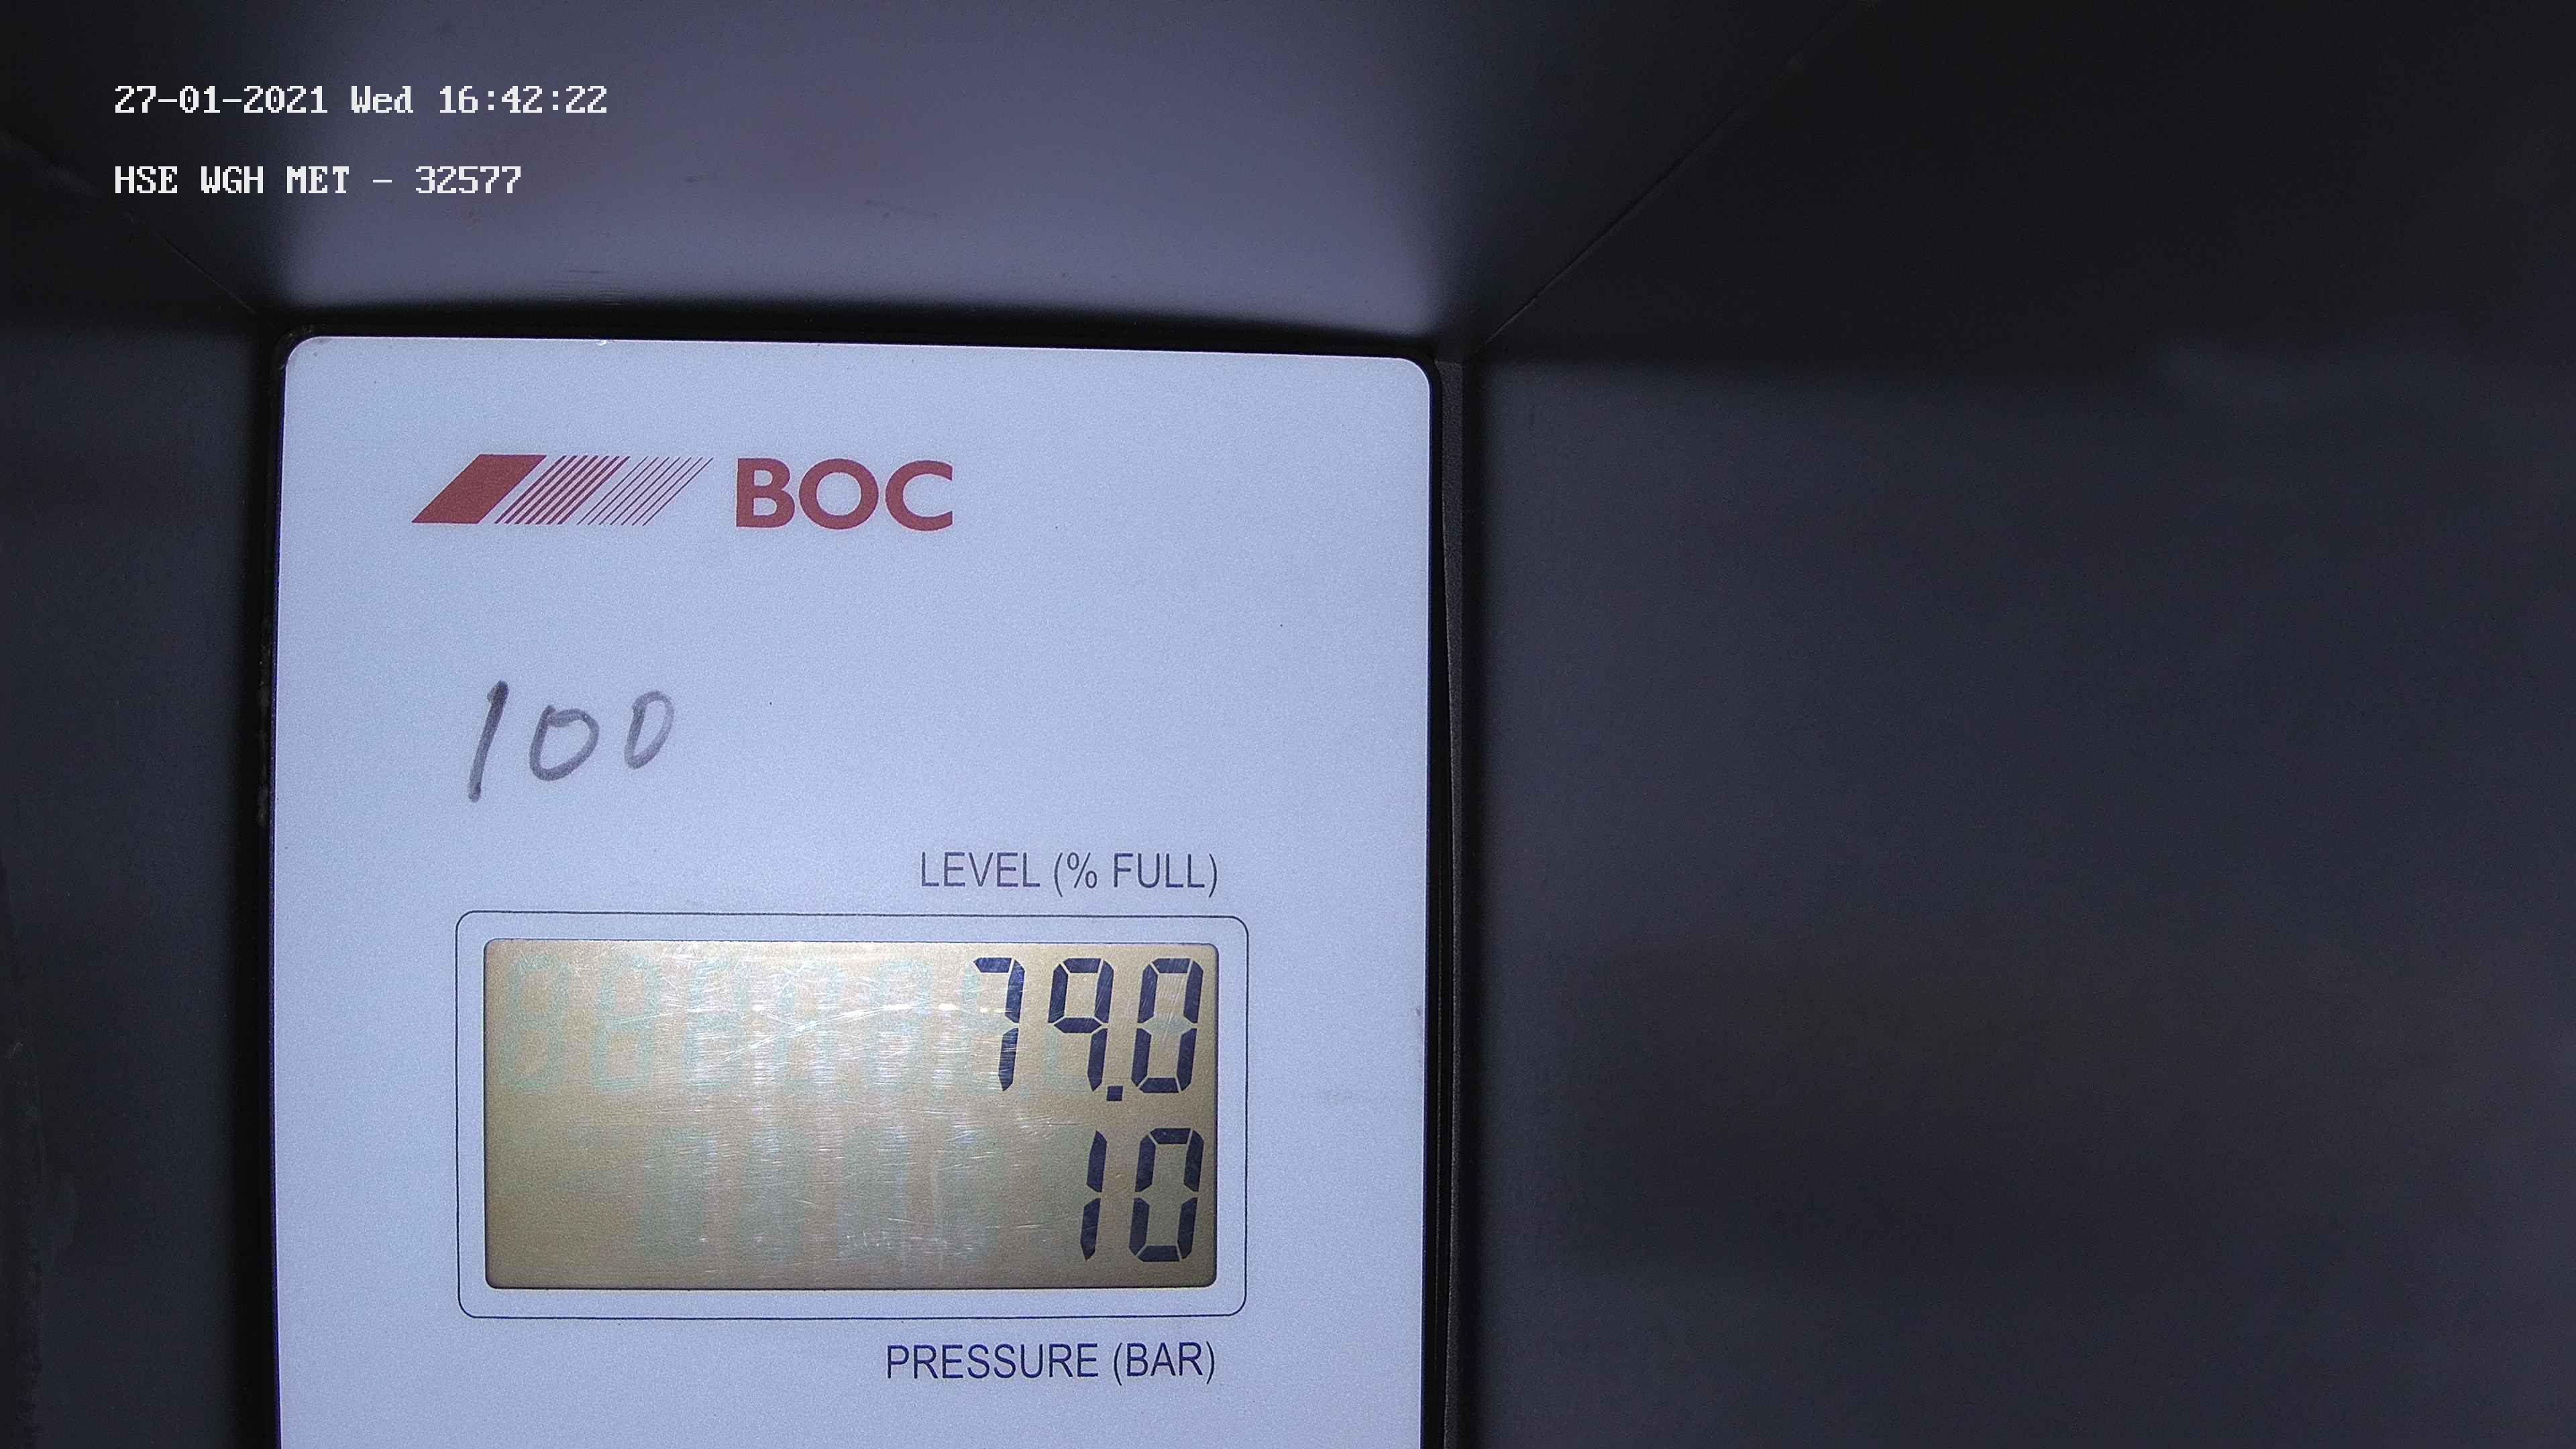 27-01-2021 Wed 16:42:22
HSE WGH MET - 32577
BOC
100
LEVEL (% FULL)
79.0
10
PRESSURE (BAR)